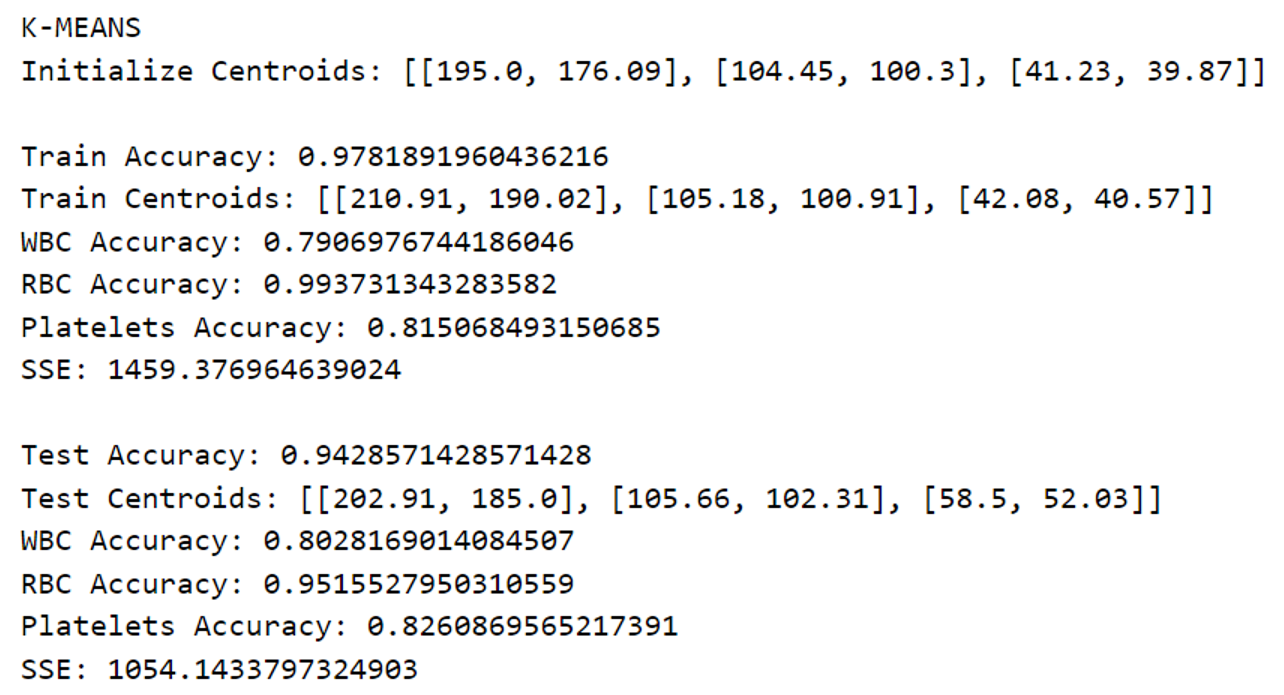 K-MEANS
Initialize Centroids: [[195.0, 176.09], [104.45, 100.3], [41.23, 39.87]]
Train Accuracy: 0.9781891960436216
Train Centroids: [[210.91, 190.02], [105.18, 100.91], [42.08, 40.57]]
WBC Accuracy: 0.7906976744186046
RBC Accuracy: 0.993731343283582
Platelets Accuracy: 0.815068493150685
SSE: 1459.376964639024
Test Accuracy: 0.9428571428571428
Test Centroids: [[202.91, 185.0], [105.66, 102.31], [58.5, 52.03]]
WBC Accuracy: 0.8028169014084507
RBC Accuracy: 0.9515527950310559
Platelets Accuracy: 0.8260869565217391
SSE: 1054.1433797324903